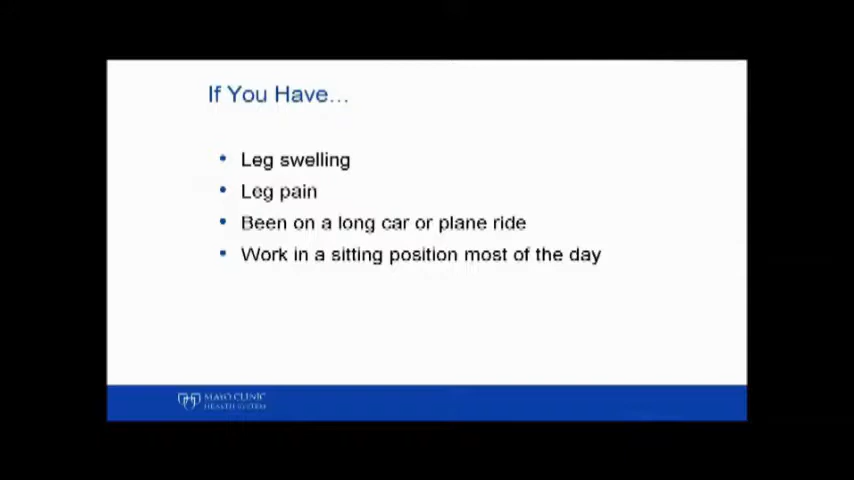 If You Have…
• Leg swelling
• Leg pain
• Been on a long car or plane ride
• Work in a sitting position most of the day
MAYO CLINIC
HEALTH SYSTEM